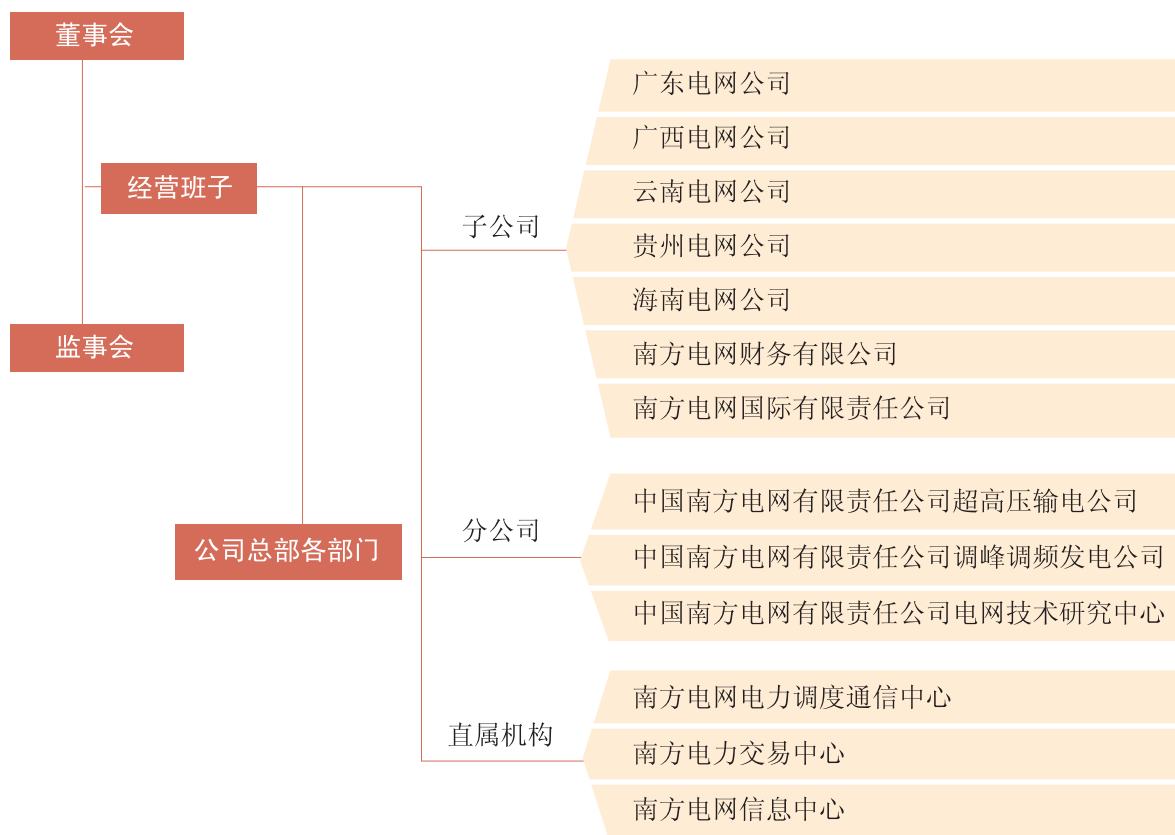 董事会
经营班子
监事会
公司总部各部门
子公司
广东电网公司
广西电网公司
云南电网公司
贵州电网公司
海南电网公司
南方电网财务有限公司
南方电网国际有限责任公司
分公司
中国南方电网有限责任公司超高压输电公司
中国南方电网有限责任公司调峰调频发电公司
中国南方电网有限责任公司电网技术研究中心
直属机构
南方电网电力调度通信中心
南方电力交易中心
南方电网信息中心